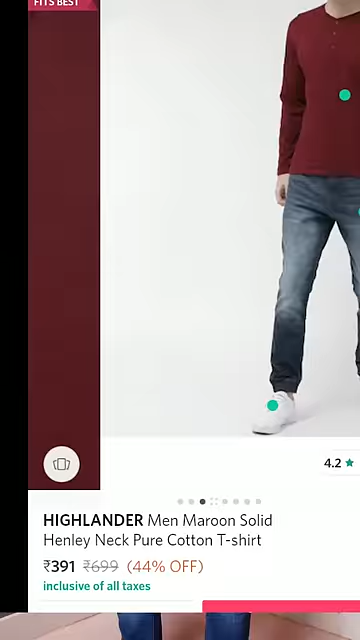 FITS BEST
4.2 ★
HIGHLANDER Men Maroon Solid
Henley Neck Pure Cotton T-shirt
₹391 ₹699 (44% OFF)
inclusive of all taxes